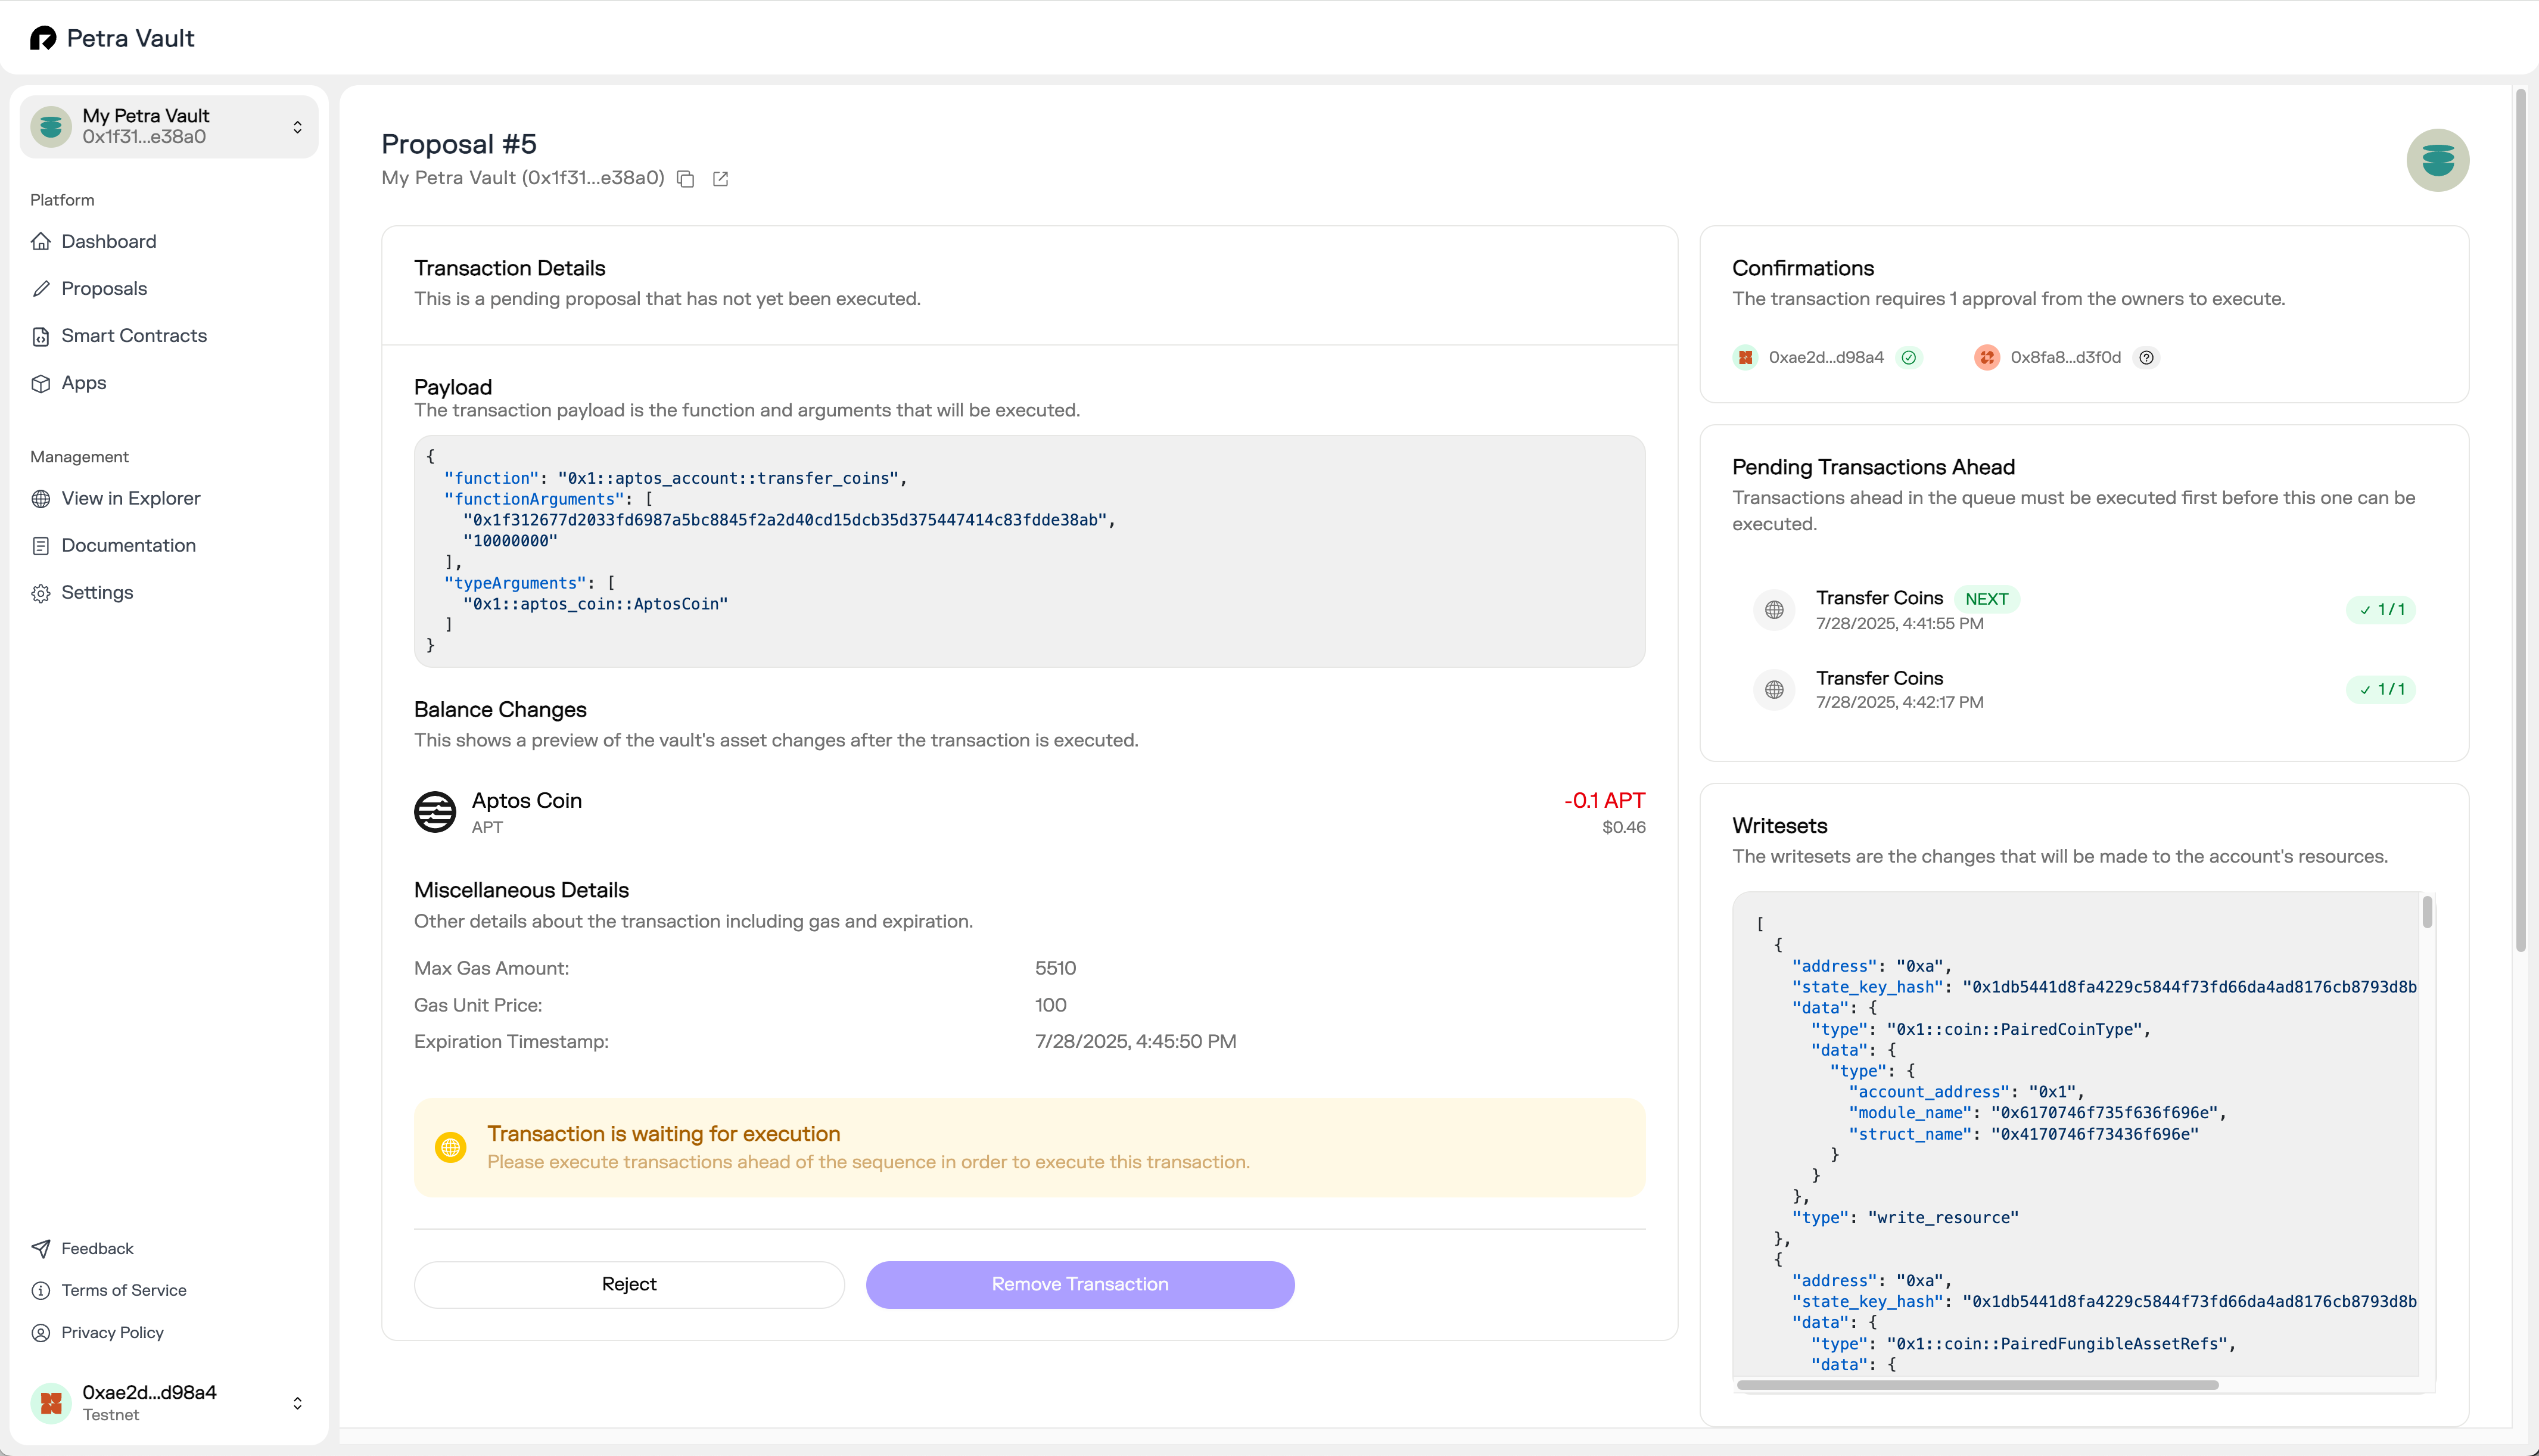 Petra Vault
My Petra Vault
0x1f31...e38a0
Platform
Dashboard
Proposals
Smart Contracts
Apps
Management
View in Explorer
Documentation
Settings
Feedback
Terms of Service
Privacy Policy
0xae2d...d98a4
Testnet
Proposal #5
My Petra Vault (0x1f31...e38a0)
Transaction Details
This is a pending proposal that has not yet been executed.
Payload
The transaction payload is the function and arguments that will be executed.
{
  "function": "0x1::aptos_account::transfer_coins",
  "functionArguments": [
    "0x1f312677d2033fd6987a5bc8845f2a2d40cd15dcb35d375447414c83fdde38ab",
    "10000000"
  ],
  "typeArguments": [
    "0x1::aptos_coin::AptosCoin"
  ]
}
Balance Changes
This shows a preview of the vault's asset changes after the transaction is executed.
Aptos Coin
-0.1 APT
APT
$0.46
Miscellaneous Details
Other details about the transaction including gas and expiration.
Max Gas Amount: 5510
Gas Unit Price: 100
Expiration Timestamp: 7/28/2025, 4:45:50 PM
Transaction is waiting for execution
Please execute transactions ahead of the sequence in order to execute this transaction.
Reject
Remove Transaction
Confirmations
The transaction requires 1 approval from the owners to execute.
0xae2d...d98a4 0x8fa8...d3f0d
Pending Transactions Ahead
Transactions ahead in the queue must be executed first before this one can be
executed.
Transfer Coins NEXT
7/28/2025, 4:41:55 PM
1/1
Transfer Coins
7/28/2025, 4:42:17 PM
1/1
Writesets
The writesets are the changes that will be made to the account's resources.
[
  {
    "address": "0xa",
    "state_key_hash": "0x1db5441d8fa4229c5844f73fd66da4ad8176cb8793d8b
    "data": {
      "type": "0x1::coin::PairedCoinType",
      "data": {
        "type": {
          "account_address": "0x1",
          "module_name": "0x6170746f735f636f696e",
          "struct_name": "0x4170746f73436f696e"
        }
      }
    },
    "type": "write_resource"
  },
  {
    "address": "0xa",
    "state_key_hash": "0x1db5441d8fa4229c5844f73fd66da4ad8176cb8793d8b
    "data": {
      "type": "0x1::coin::PairedFungibleAssetRefs",
      "data": {